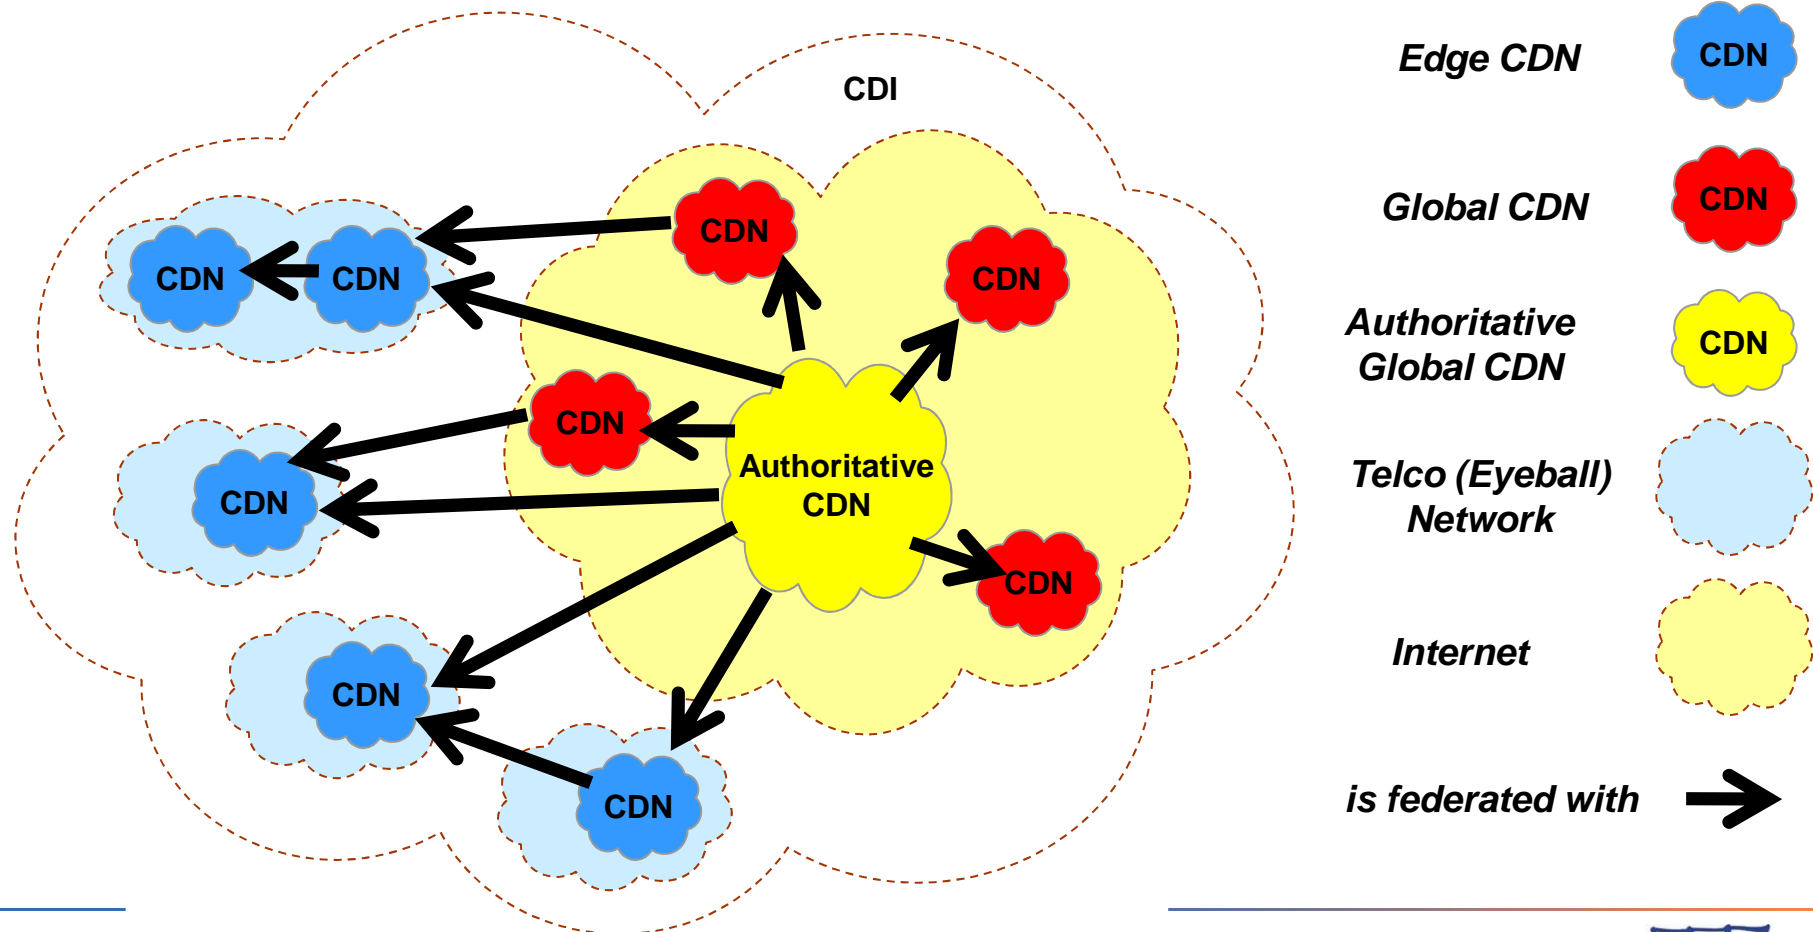 CDI
CDN
CDN
CDN
CDN
CDN
CDN
Authoritative
CDN
CDN
CDN
CDN
CDN
Edge CDN
CDN
Global CDN
CDN
Authoritative
Global CDN
CDN
Telco (Eyeball)
Network
Internet
is federated with